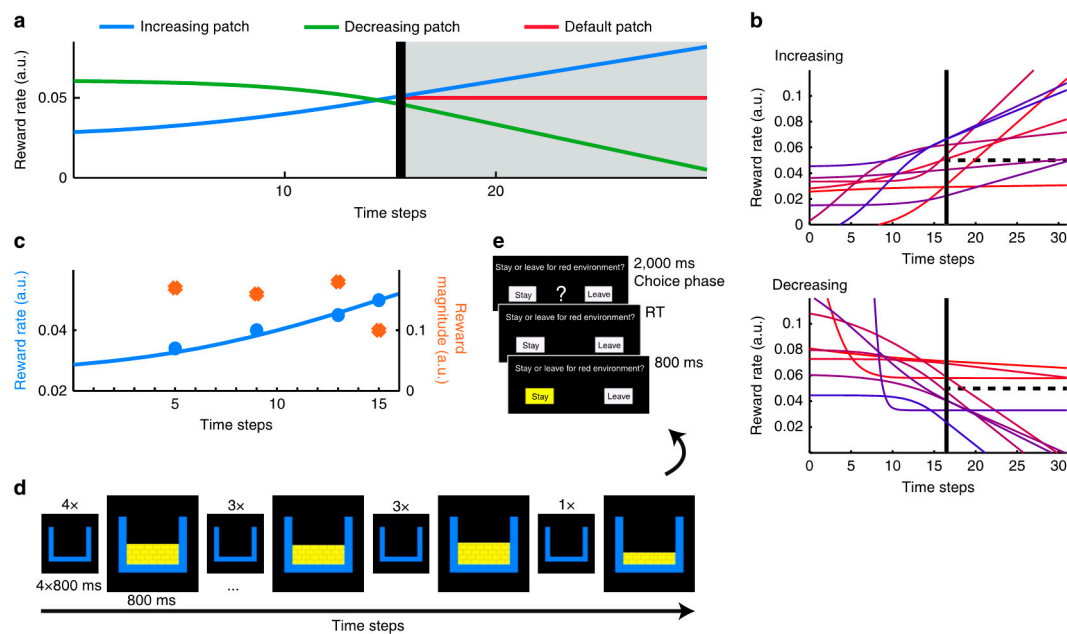 a
Increasing patch Decreasing patch Default patch
Reward rate (a.u.)
0.05
0
10 20
Time steps
b
Increasing
Reward rate (a.u.)
0.1
0.08
0.06
0.04
0.02
0
0 5 10 15 20 25 30
Time steps
Decreasing
Reward rate (a.u.)
0.1
0.08
0.06
0.04
0.02
0 5 10 15 20 25 30
Time steps
c
Reward rate (a.u.)
0.04
0.02
0.1
0
Reward
magnitude (a.u.)
5 10 15
Time steps
e
Stay or leave for red environment?
Stay ? Leave
2,000 ms
Choice phase
Stay or leave for red environment?
Stay Leave
RT
Stay or leave for red environment?
Stay Leave
800 ms
d
4× 3× 3× 1×
4×800 ms ...
800 ms
Time steps